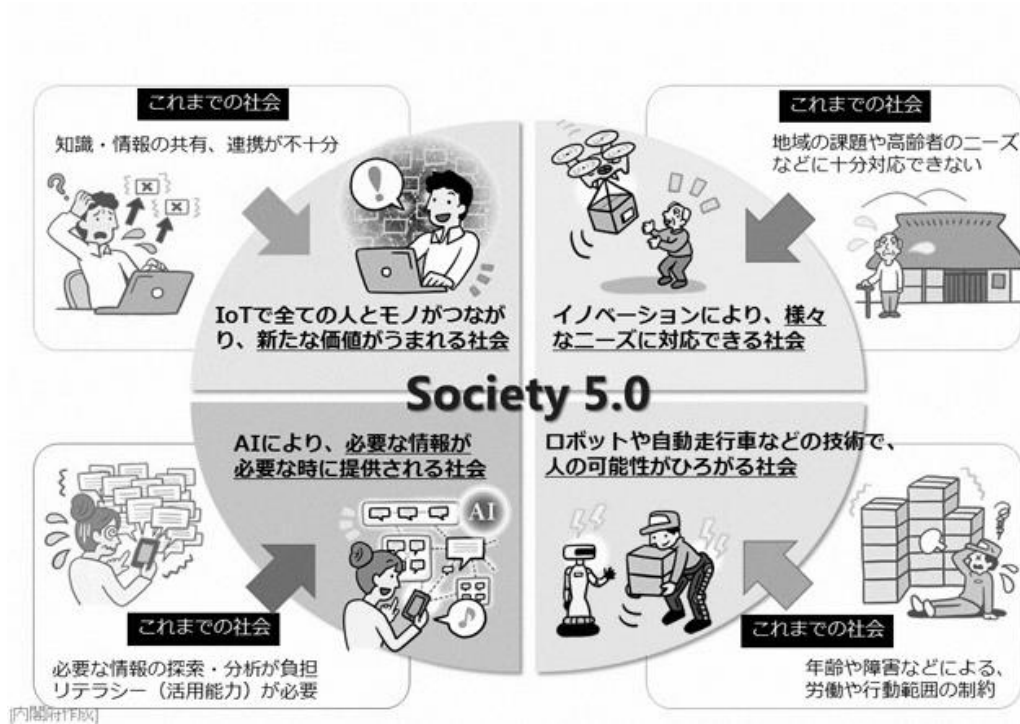 これまでの社会
知識・情報の共有、連携が不十分
IoTで全ての人とモノがつなが
り、新たな価値がうまれる社会
これまでの社会
地域の課題や高齢者のニーズ
などに十分対応できない
イノベーションにより、様々
なニーズに対応できる社会
Society 5.0
AIにより、必要な情報が
必要な時に提供される社会
AI
これまでの社会
必要な情報の探索・分析が負担
リテラシー（活用能力）が必要
ロボットや自動走行車などの技術で、
人の可能性がひろがる社会
これまでの社会
年齢や障害などによる、
労働や行動範囲の制約
[内閣府作成]